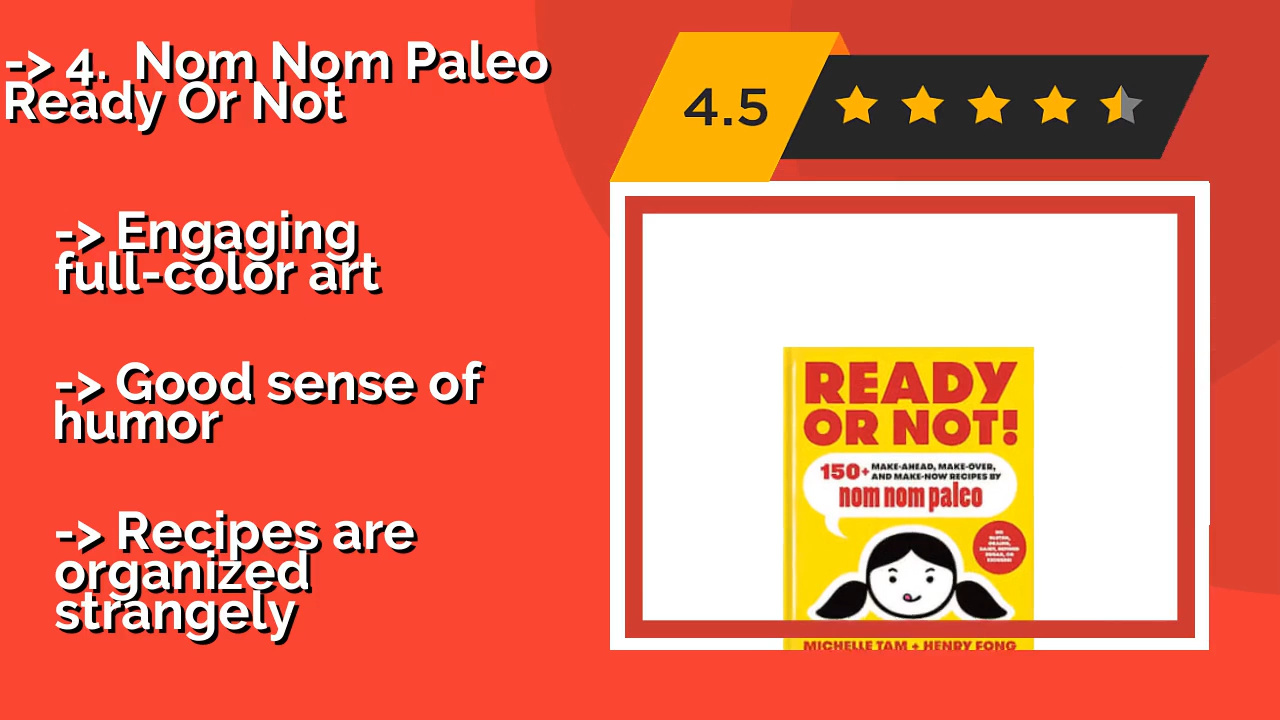 -> 4.  Nom Nom Paleo
Ready Or Not
4.5
-> Engaging
full-color art
-> Good sense of
humor
-> Recipes are
organized
strangely
READY
OR NOT!
150+ MAKE-AHEAD, MAKE-OVER,
AND MAKE-NOW RECIPES BY
nom nom paleo
MICHELLE TAM + HENRY FONG